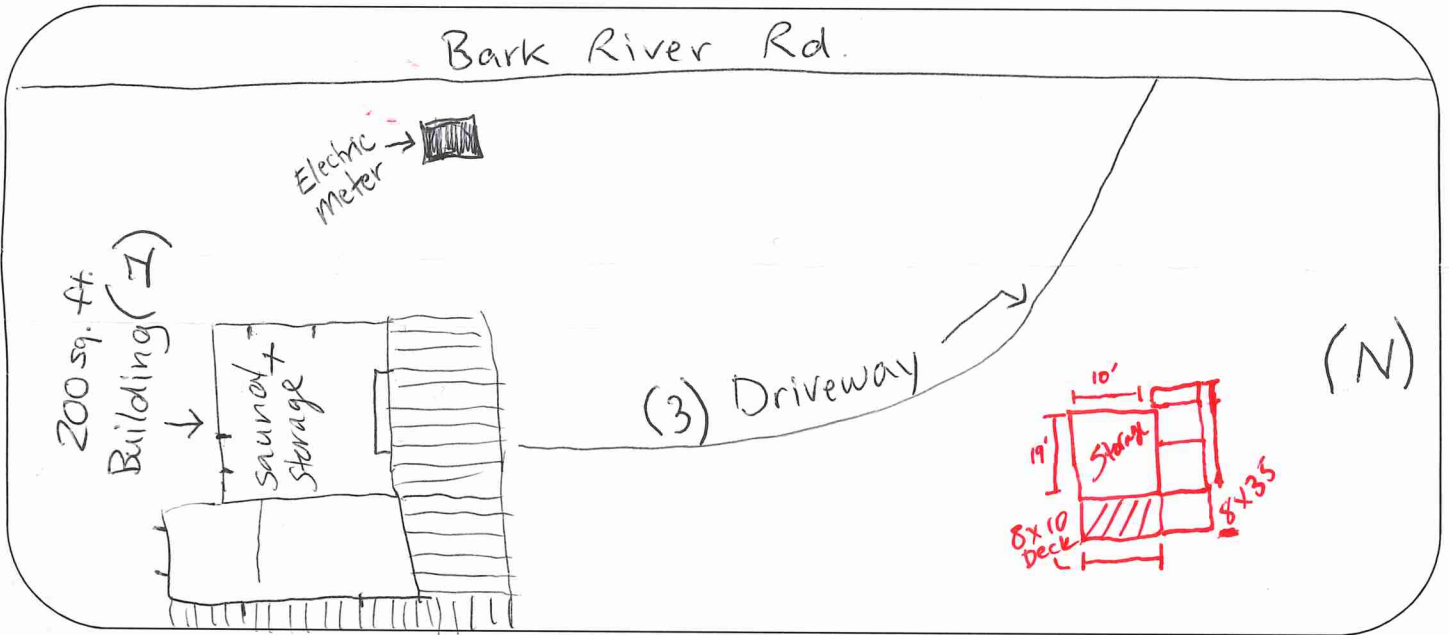 Bark River Rd.
Electric
meter
200 sq. ft.
Building (1)
Sauna +
Storage
(3) Driveway
(N)
10'
19'
Storage
8x10
Deck
8x35